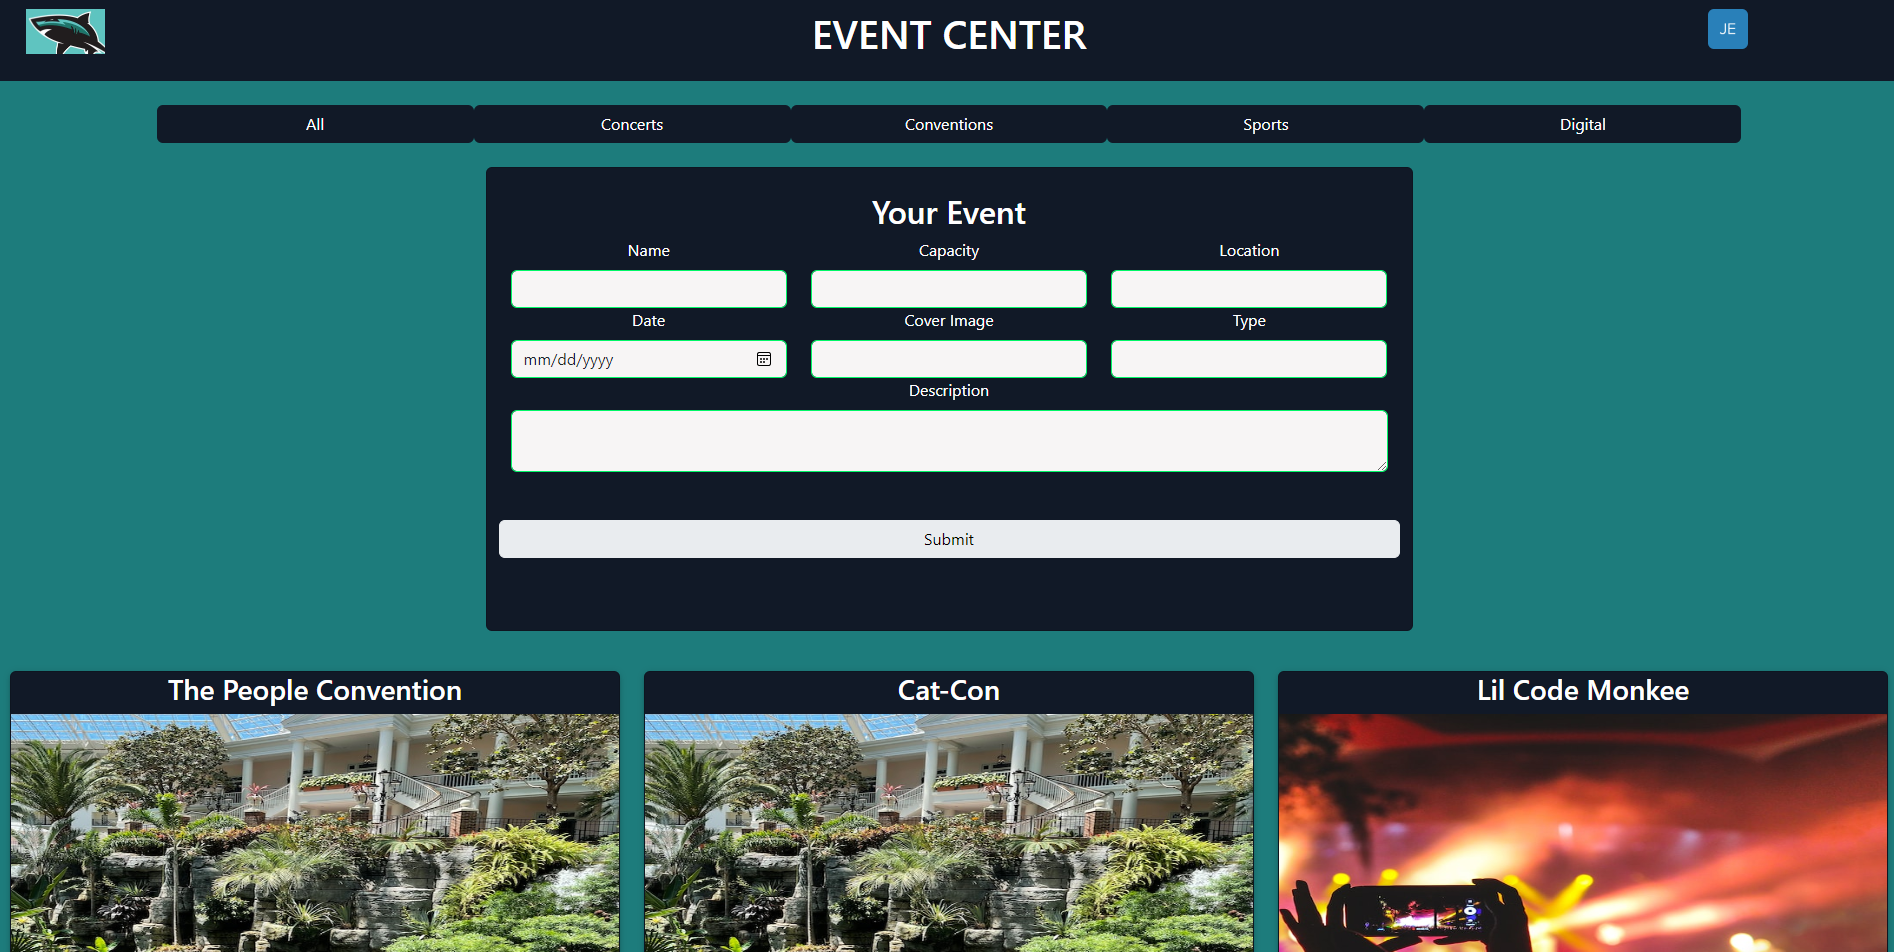 EVENT CENTER
JE
All
Concerts
Conventions
Sports
Digital
Your Event
Name
Capacity
Location
Date
Cover Image
Type
mm/dd/yyyy
Description
Submit
The People Convention
Cat-Con
Lil Code Monkee